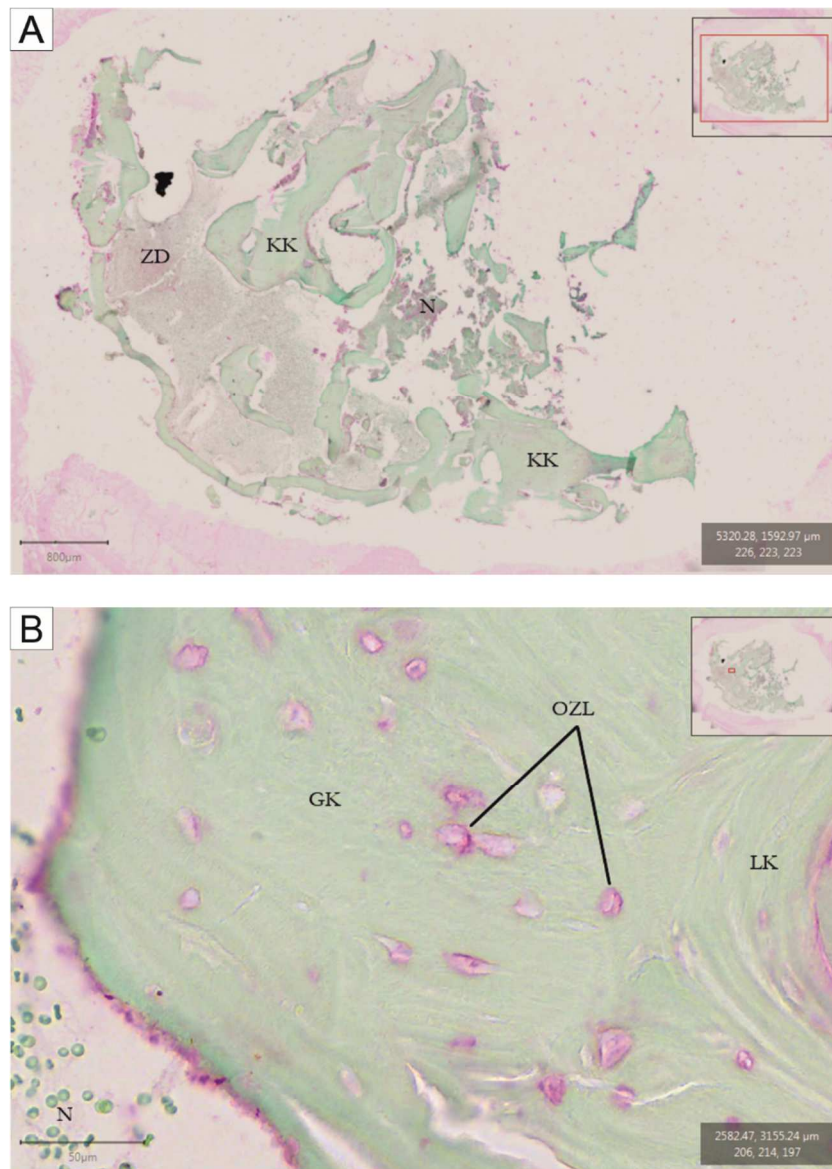 A
ZD
KK
N
KK
800µm
5320.28, 1592.97 µm
226, 223, 223
B
OZL
GK
LK
N
50µm
2582.47, 3155.24 µm
206, 214, 197